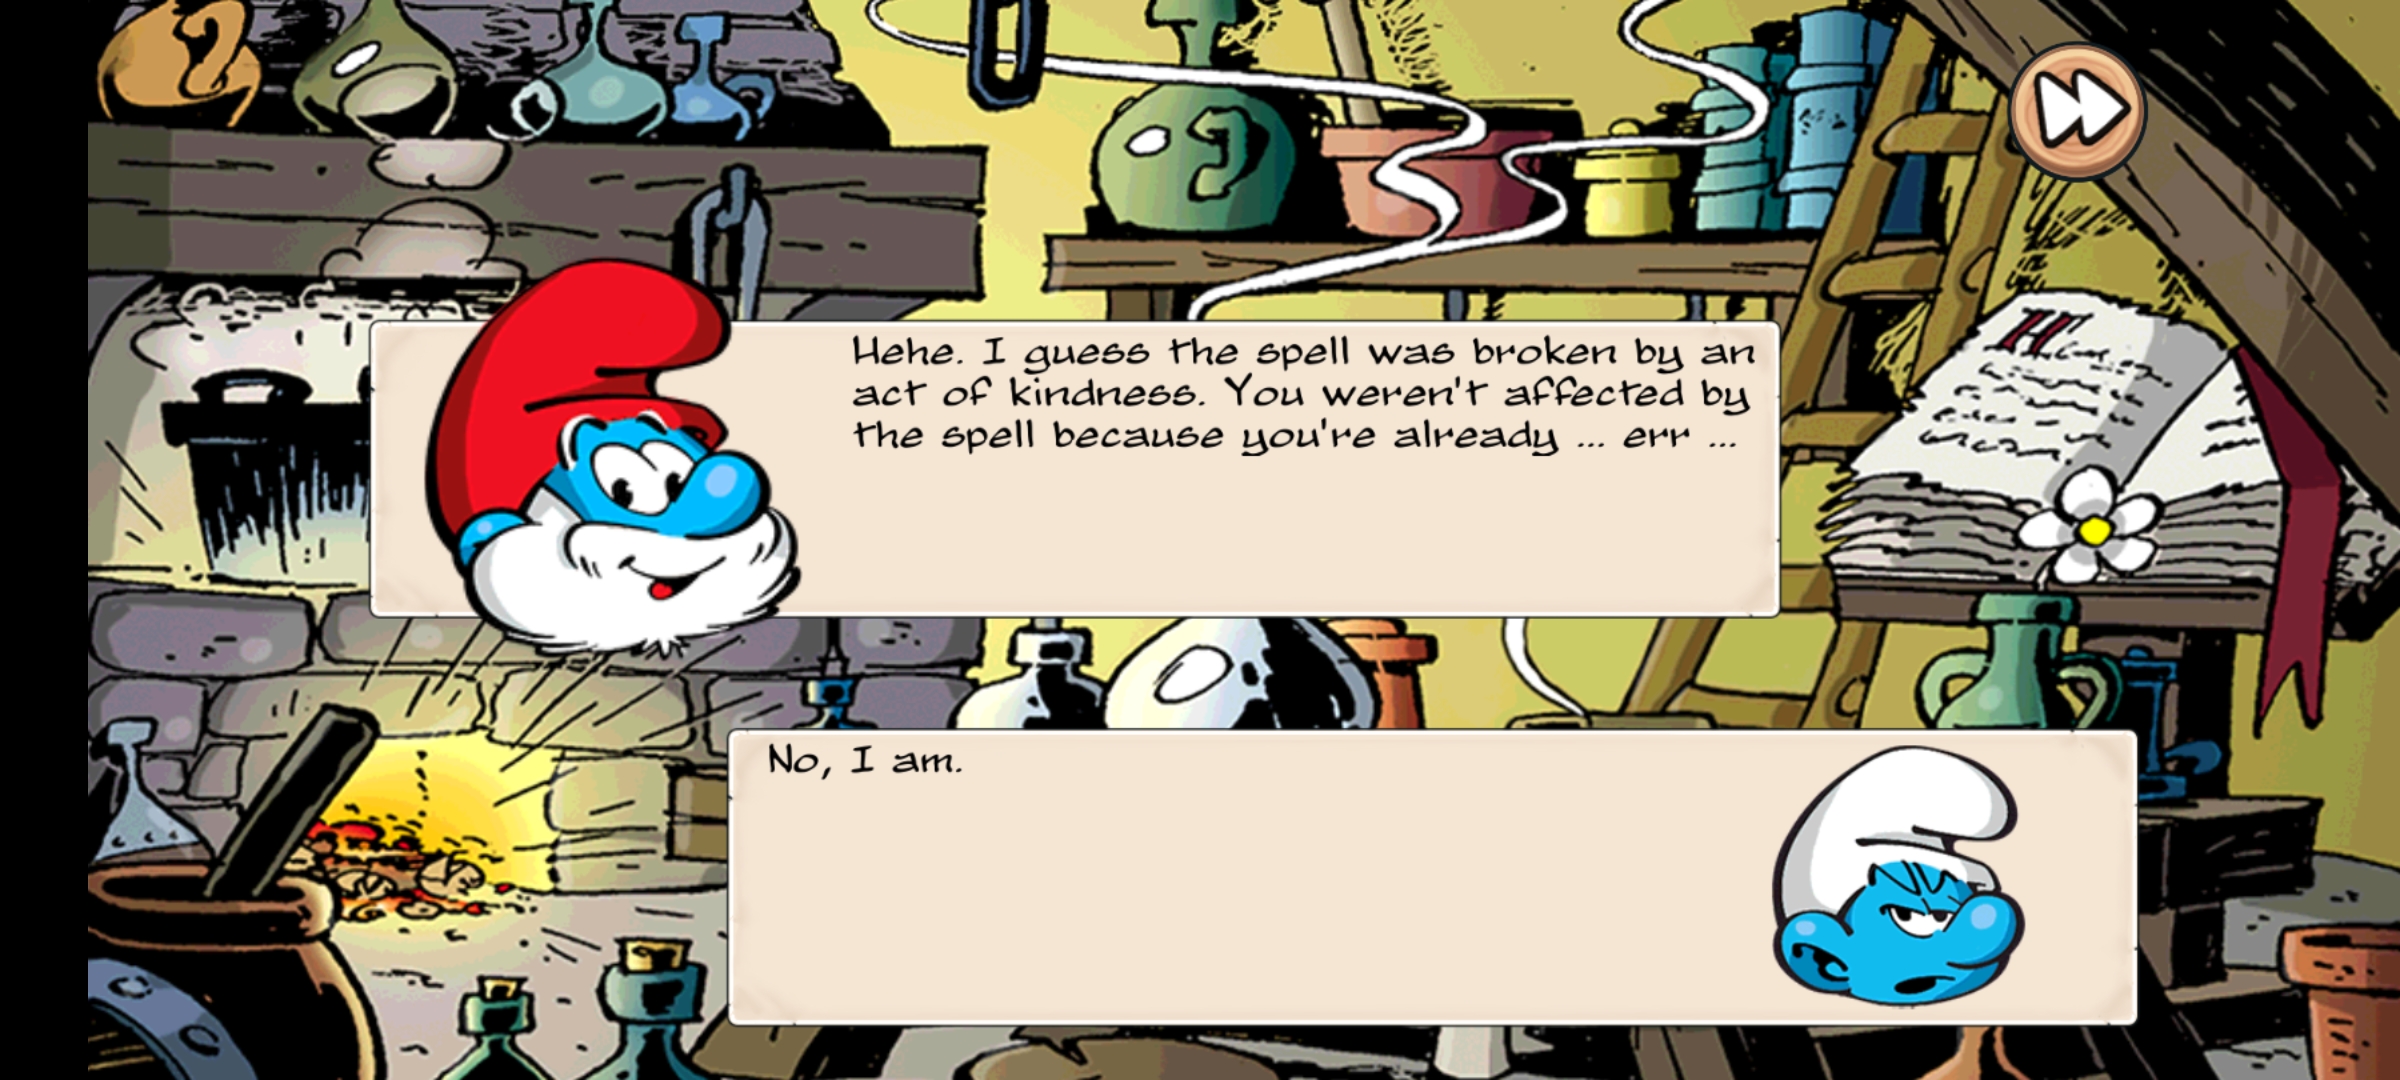 Hehe. I guess the spell was broken by an
act of kindness. You weren't affected by
the spell because you're already ... err ...
No, I am.